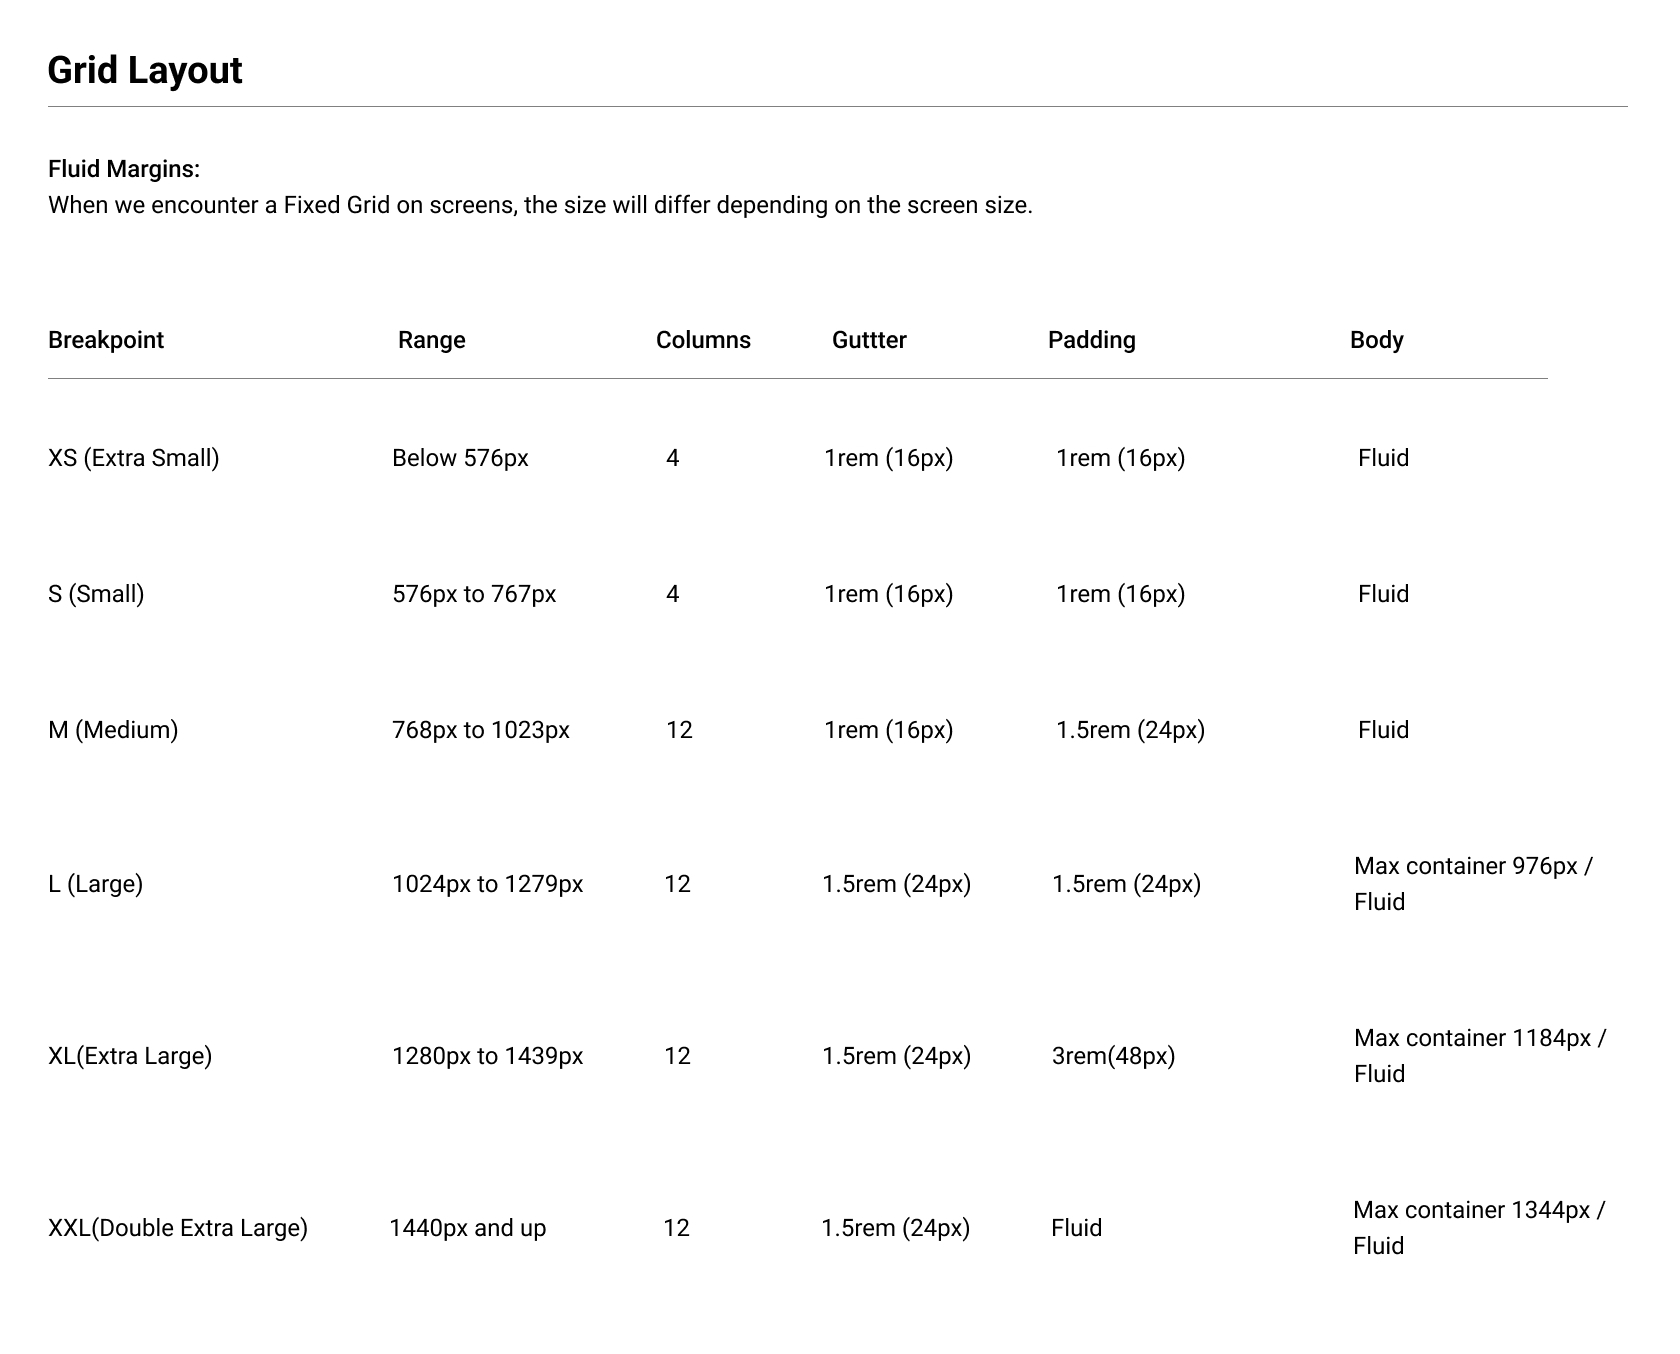 Grid Layout
Fluid Margins:
When we encounter a Fixed Grid on screens, the size will differ depending on the screen size.
Breakpoint Range Columns Guttter Padding Body
XS (Extra Small) Below 576px 4 1rem (16px) 1rem (16px) Fluid
S (Small) 576px to 767px 4 1rem (16px) 1rem (16px) Fluid
M (Medium) 768px to 1023px 12 1rem (16px) 1.5rem (24px) Fluid
L (Large) 1024px to 1279px 12 1.5rem (24px) 1.5rem (24px) Max container 976px /
Fluid
XL(Extra Large) 1280px to 1439px 12 1.5rem (24px) 3rem(48px) Max container 1184px /
Fluid
XXL(Double Extra Large) 1440px and up 12 1.5rem (24px) Fluid Max container 1344px /
Fluid